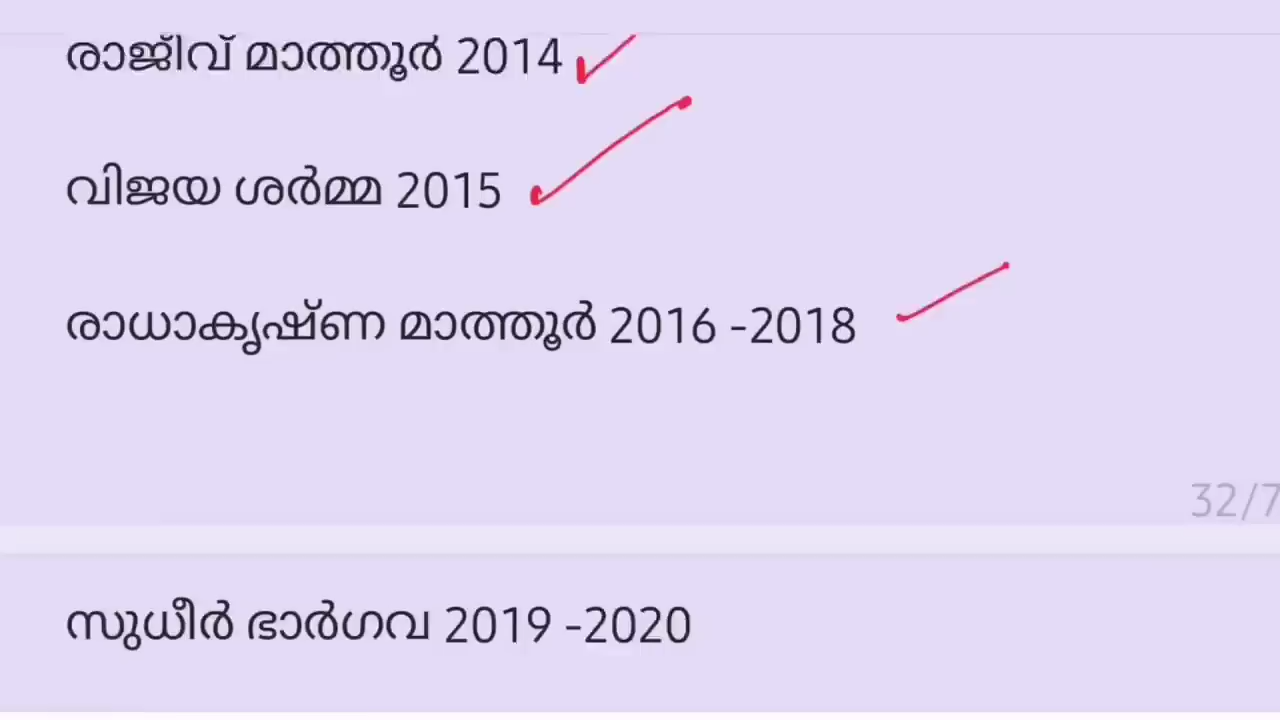 രാജീവ് മാത്തൂർ 2014
വിജയ ശർമ്മ 2015
രാധാകൃഷ്ണ മാത്തൂർ 2016 -2018
32/7
സുധീർ ഭാർഗവ 2019 -2020